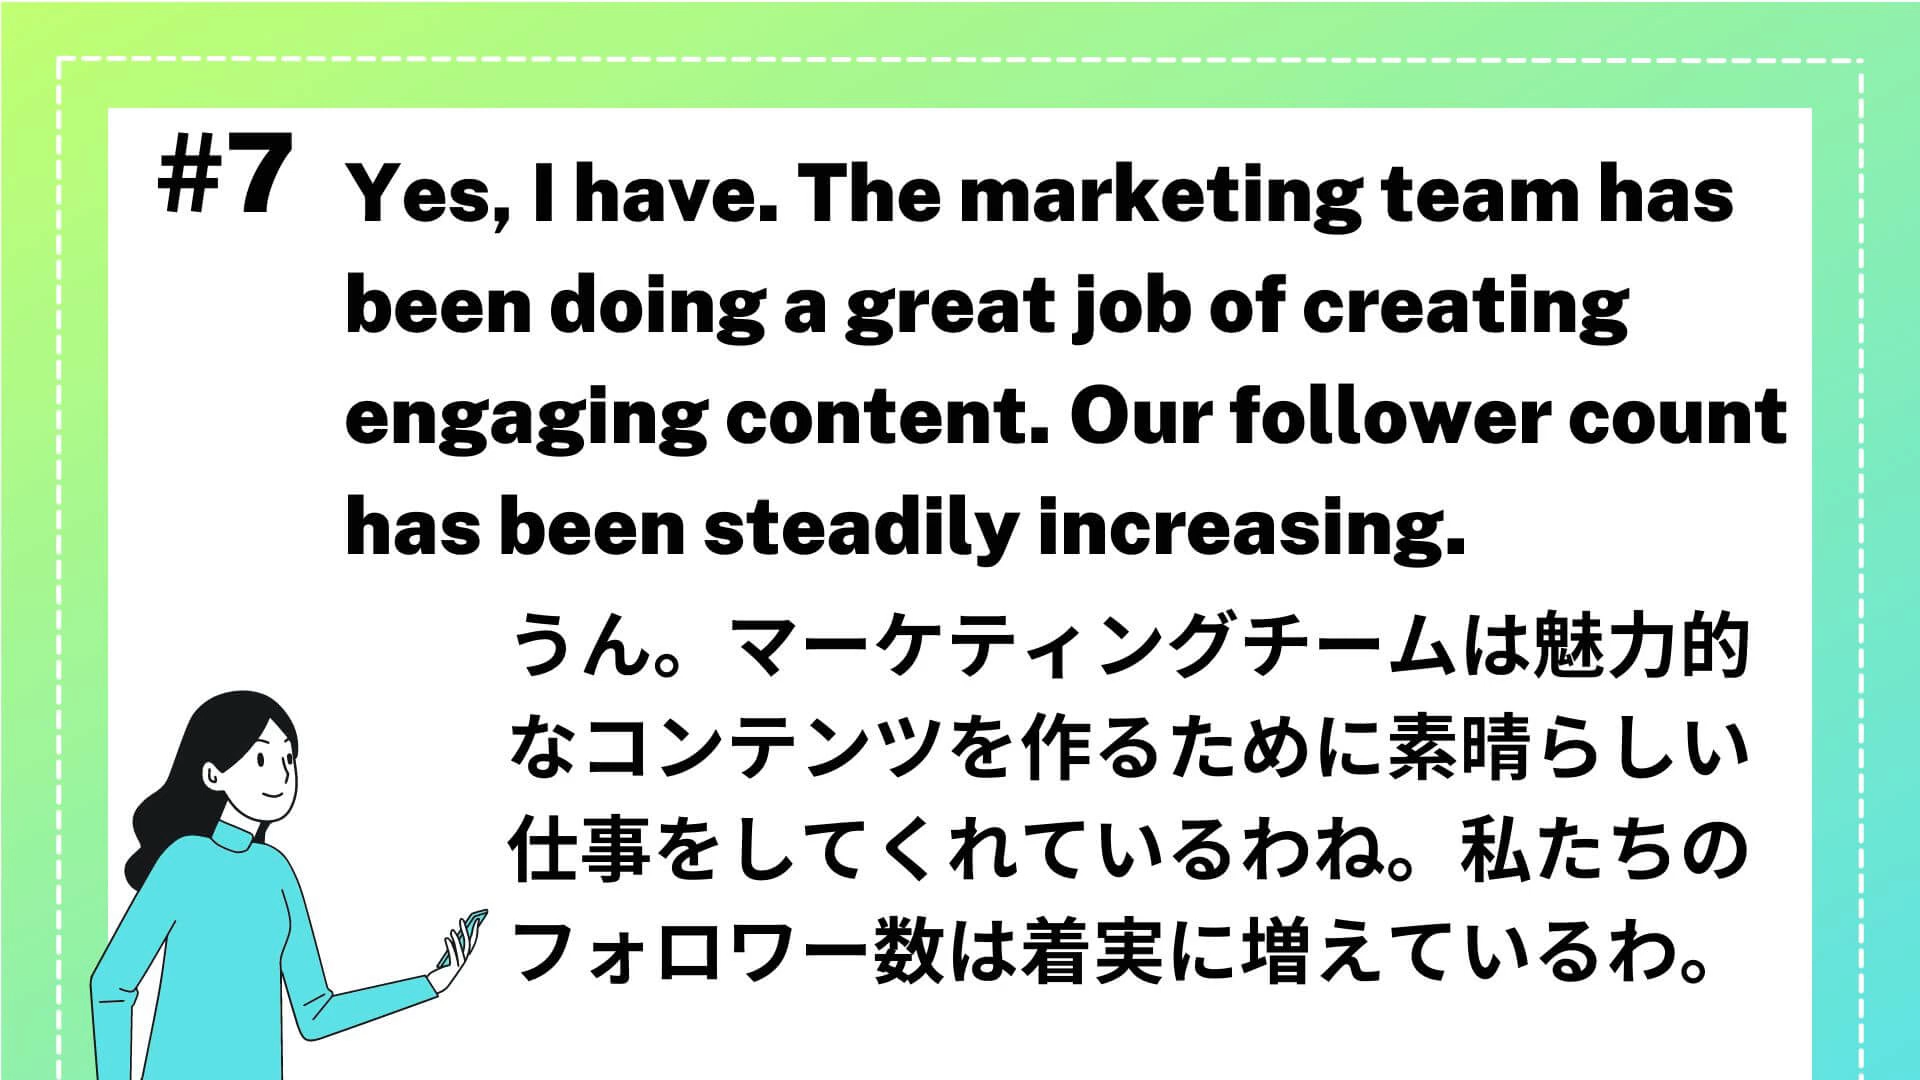 #7
Yes, I have. The marketing team has
been doing a great job of creating
engaging content. Our follower count
has been steadily increasing.
うん。マーケティングチームは魅力的
なコンテンツを作るために素晴らしい
仕事をしてくれているわね。私たちの
フォロワー数は着実に増えているわ。